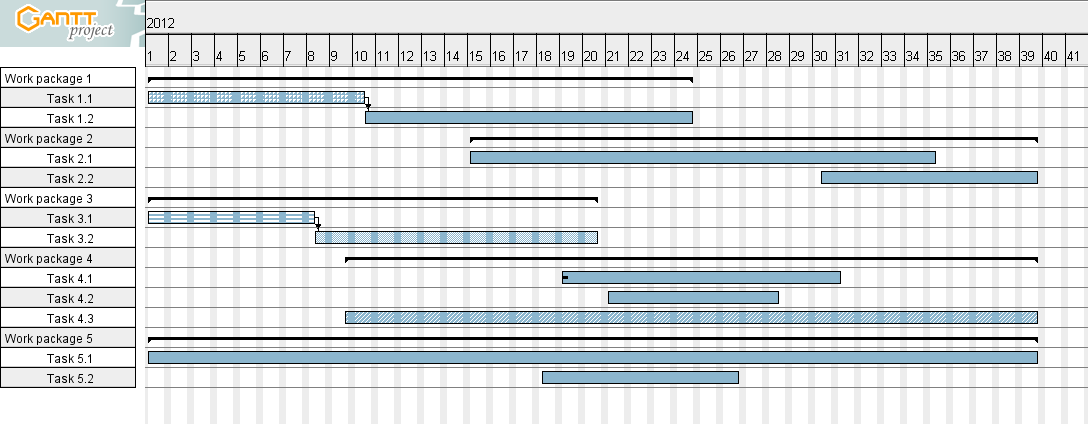 GANTT
project
2012
1 2 3 4 5 6 7 8 9 10 11 12 13 14 15 16 17 18 19 20 21 22 23 24 25 26 27 28 29 30 31 32 33 34 35 36 37 38 39 40 41
Work package 1
Task 1.1
Task 1.2
Work package 2
Task 2.1
Task 2.2
Work package 3
Task 3.1
Task 3.2
Work package 4
Task 4.1
Task 4.2
Task 4.3
Work package 5
Task 5.1
Task 5.2